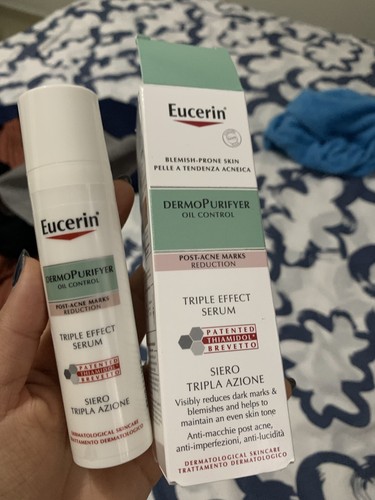 Eucerin
DERMOPURIFYER
OIL CONTROL
POST-ACNE MARKS
REDUCTION
TRIPLE EFFECT
SERUM
PATENTED
THIAMIDOL
BREVETTO
SIERO
TRIPLA AZIONE
DERMATOLOGICAL SKINCARE
TRATTAMENTO DERMATOLOGICO
Eucerin
BLEMISH-PRONE SKIN
PELLE A TENDENZA ACNEICA
DERMOPURIFYER
OIL CONTROL
POST-ACNE MARKS
REDUCTION
TRIPLE EFFECT
SERUM
PATENTED
THIAMIDOL
BREVETTO
SIERO
TRIPLA AZIONE
Visibly reduces dark marks &
blemishes and helps to
maintain an even skin tone
Anti-macchie post acne,
anti-imperfezioni, anti-lucidità
DERMATOLOGICAL SKINCARE
TRATTAMENTO DERMATOLOGICO